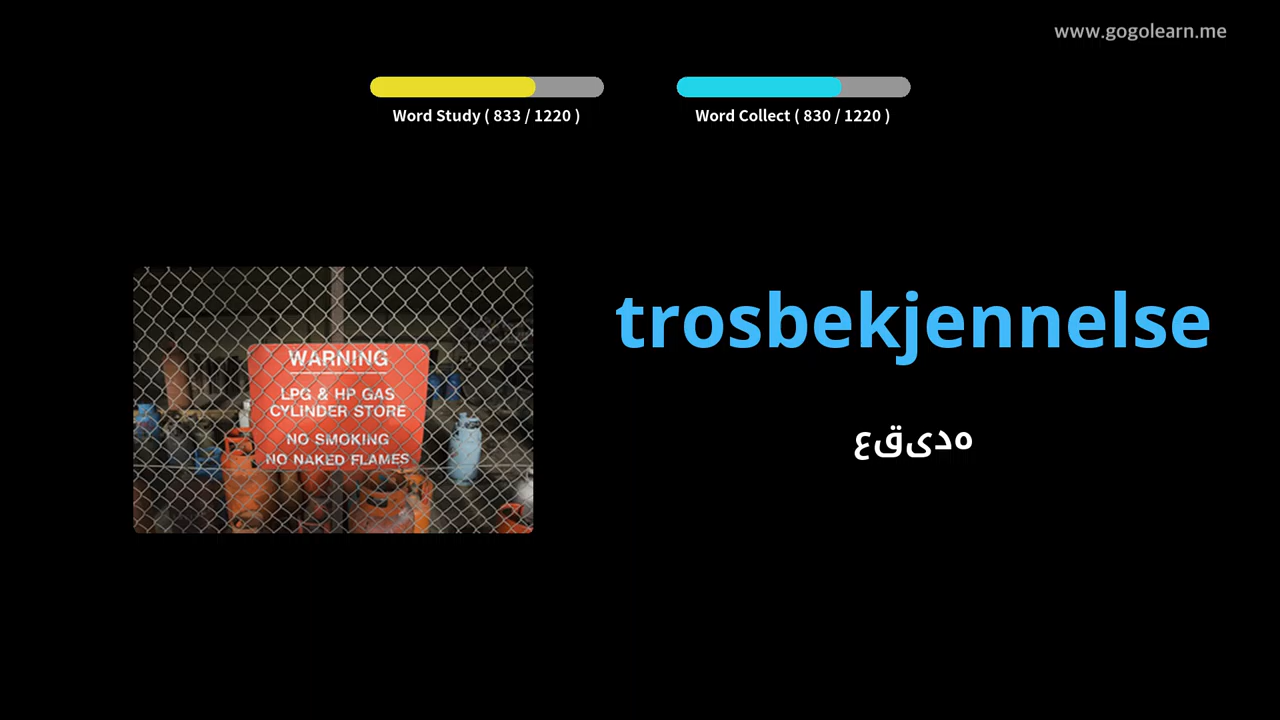 www.gogolearn.me
Word Study ( 833 / 1220 )
Word Collect ( 830 / 1220 )
WARNING
LPG & HP GAS
CYLINDER STORE
NO SMOKING
NO NAKED FLAMES
trosbekjennelse
عقیده